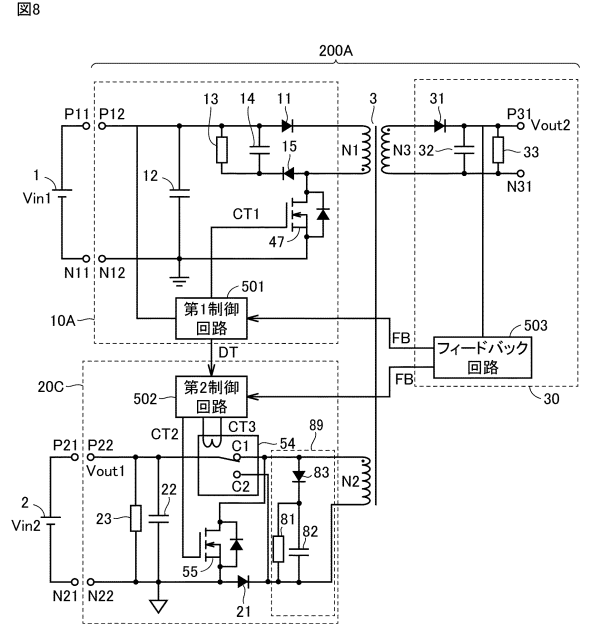 図8
200A
P11 P12
13 14 11
3
31
P31
Vout2
1
Vin1
12
15
N1
N3
32
33
N31
CT1
47
N11 N12
501
第1制御
回路
10A
FB
503
フィードバック
回路
DT
FB
30
20C
502
第2制御
回路
CT2
CT3
54
89
P21 P22
C1
Vout1
C2
83
N2
2
Vin2
22
23
81
82
55
N21 N22
21